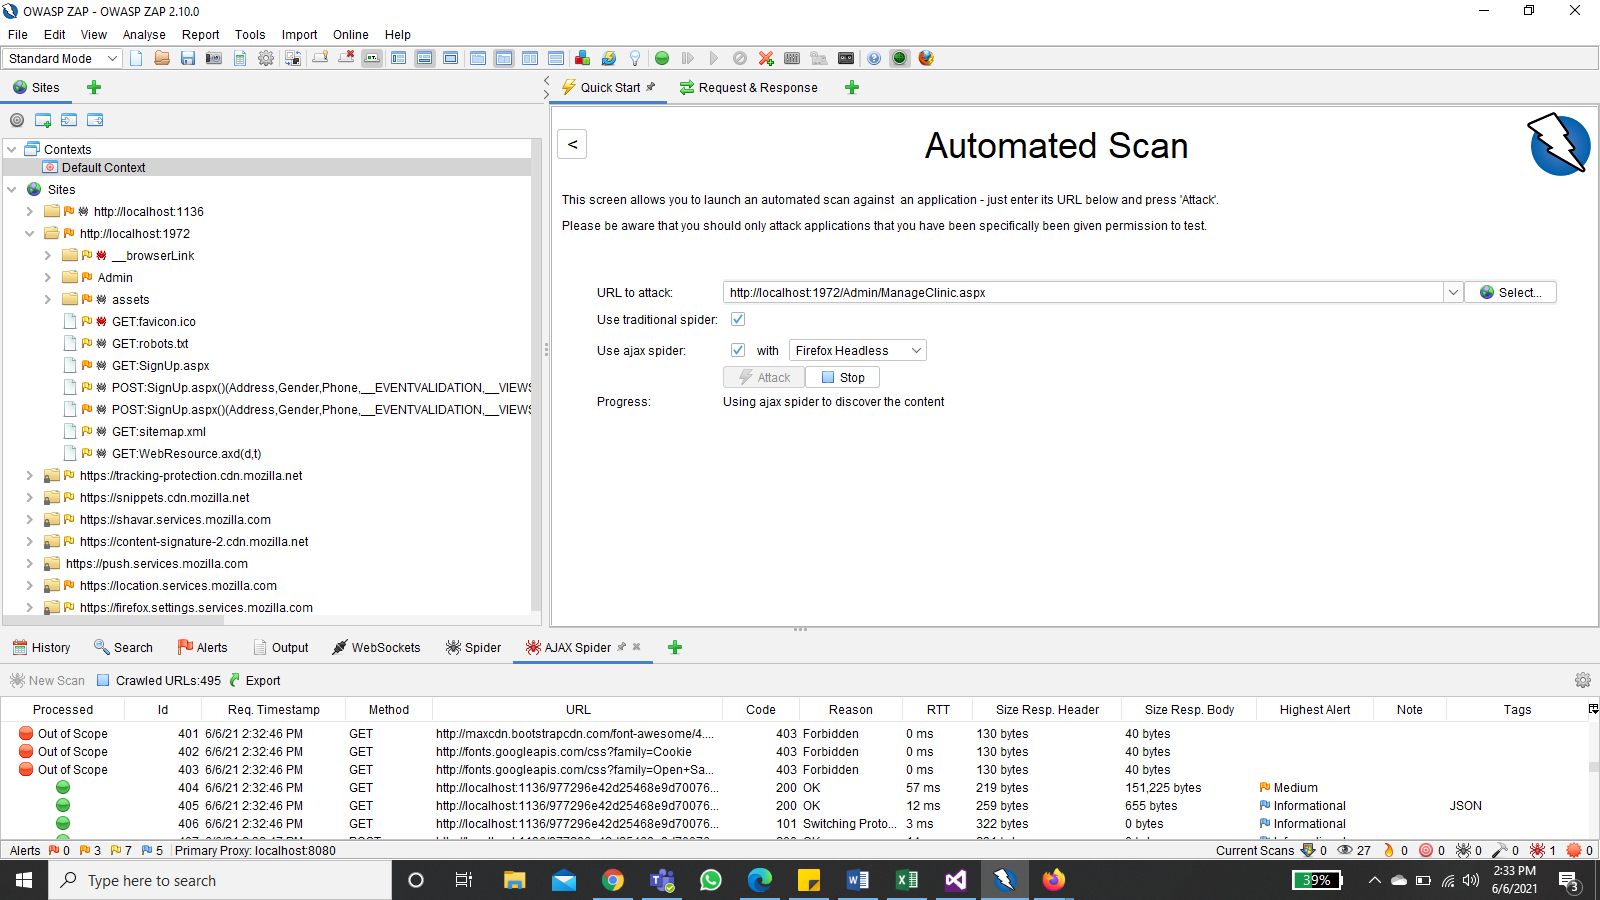 OWASP ZAP - OWASP ZAP 2.10.0
File Edit View Analyse Report Tools Import Online Help
Standard Mode
Sites
Quick Start
Request & Response
<
Automated Scan
This screen allows you to launch an automated scan against  an application - just enter its URL below and press 'Attack'.
Please be aware that you should only attack applications that you have been specifically been given permission to test.
URL to attack: http://localhost:1972/Admin/ManageClinic.aspx Select...
Use traditional spider:
Use ajax spider: with Firefox Headless
Attack Stop
Progress: Using ajax spider to discover the content
Contexts
Default Context
Sites
http://localhost:1136
http://localhost:1972
__browserLink
Admin
assets
GET:favicon.ico
GET:robots.txt
GET:SignUp.aspx
POST:SignUp.aspx()(Address,Gender,Phone,__EVENTVALIDATION,__VIEWS
POST:SignUp.aspx()(Address,Gender,Phone,__EVENTVALIDATION,__VIEWS
GET:sitemap.xml
GET:WebResource.axd(d,t)
https://tracking-protection.cdn.mozilla.net
https://snippets.cdn.mozilla.net
https://shavar.services.mozilla.com
https://content-signature-2.cdn.mozilla.net
https://push.services.mozilla.com
https://location.services.mozilla.com
https://firefox.settings.services.mozilla.com
History Search Alerts Output WebSockets Spider AJAX Spider
New Scan Crawled URLs:495 Export
Processed Id Req. Timestamp Method URL Code Reason RTT Size Resp. Header Size Resp. Body Highest Alert Note Tags
Out of Scope 401 6/6/21 2:32:46 PM GET http://maxcdn.bootstrapcdn.com/font-awesome/4.... 403 Forbidden 0 ms 130 bytes 40 bytes
Out of Scope 402 6/6/21 2:32:46 PM GET http://fonts.googleapis.com/css?family=Cookie 403 Forbidden 0 ms 130 bytes 40 bytes
Out of Scope 403 6/6/21 2:32:46 PM GET http://fonts.googleapis.com/css?family=Open+Sa... 403 Forbidden 0 ms 130 bytes 40 bytes
404 6/6/21 2:32:46 PM GET http://localhost:1136/977296e42d25468e9d70076... 200 OK 57 ms 219 bytes 151,225 bytes Medium
405 6/6/21 2:32:46 PM GET http://localhost:1136/977296e42d25468e9d70076... 200 OK 12 ms 259 bytes 655 bytes Informational JSON
406 6/6/21 2:32:46 PM GET http://localhost:1136/977296e42d25468e9d70076... 101 Switching Proto... 3 ms 322 bytes 0 bytes Informational
Alerts 0 3 7 5 Primary Proxy: localhost:8080 Current Scans 0 27 0 0 0 0 1 0
Type here to search
39%
2:33 PM
6/6/2021
3